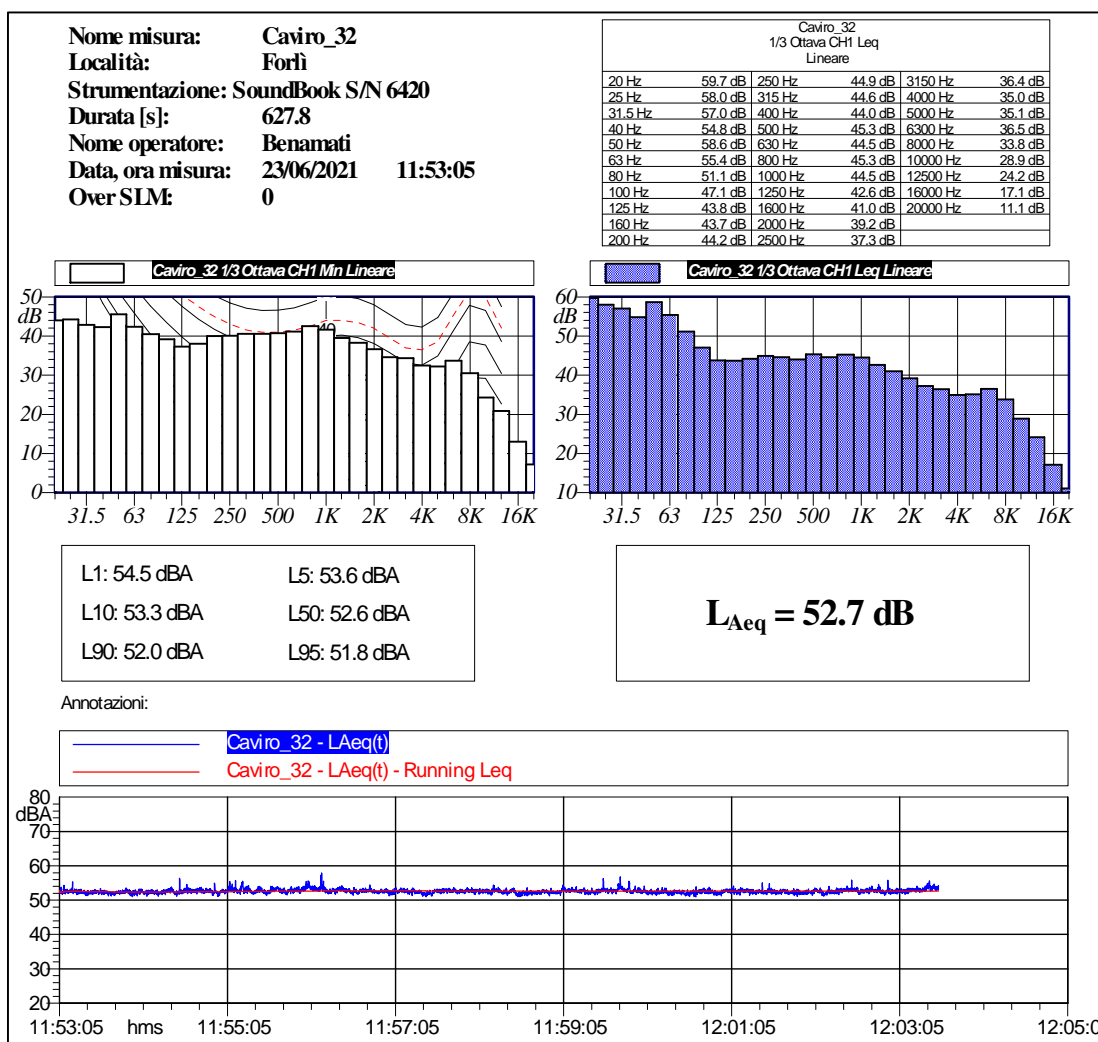 Nome misura: Caviro_32
Località: Forlì
Strumentazione: SoundBook S/N 6420
Durata [s]: 627.8
Nome operatore: Benamati
Data, ora misura: 23/06/2021 11:53:05
Over SLM: 0
Caviro_32
1/3 Ottava CH1 Leq
Lineare
20 Hz 59.7 dB 250 Hz 44.9 dB 3150 Hz 36.4 dB
25 Hz 58.0 dB 315 Hz 44.6 dB 4000 Hz 35.0 dB
31.5 Hz 57.0 dB 400 Hz 44.0 dB 5000 Hz 35.1 dB
40 Hz 54.8 dB 500 Hz 45.3 dB 6300 Hz 36.5 dB
50 Hz 58.6 dB 630 Hz 44.5 dB 8000 Hz 33.8 dB
63 Hz 55.4 dB 800 Hz 45.3 dB 10000 Hz 28.9 dB
80 Hz 51.1 dB 1000 Hz 44.5 dB 12500 Hz 24.2 dB
100 Hz 47.1 dB 1250 Hz 42.6 dB 16000 Hz 17.1 dB
125 Hz 43.8 dB 1600 Hz 41.0 dB 20000 Hz 11.1 dB
160 Hz 43.7 dB 2000 Hz 39.2 dB
200 Hz 44.2 dB 2500 Hz 37.3 dB
Caviro_32 1/3 Ottava CH1 Min Lineare
50
dB
40
30
20
10
0
40
31.5 63 125 250 500 1K 2K 4K 8K 16K
Caviro_32 1/3 Ottava CH1 Leq Lineare
60
dB
50
40
30
20
10
31.5 63 125 250 500 1K 2K 4K 8K 16K
L1: 54.5 dBA L5: 53.6 dBA
L10: 53.3 dBA L50: 52.6 dBA
L90: 52.0 dBA L95: 51.8 dBA
LAeq = 52.7 dB
Annotazioni:
Caviro_32 - LAeq(t)
Caviro_32 - LAeq(t) - Running Leq
80
dBA
70
60
50
40
30
20
11:53:05 hms 11:55:05 11:57:05 11:59:05 12:01:05 12:03:05 12:05:0